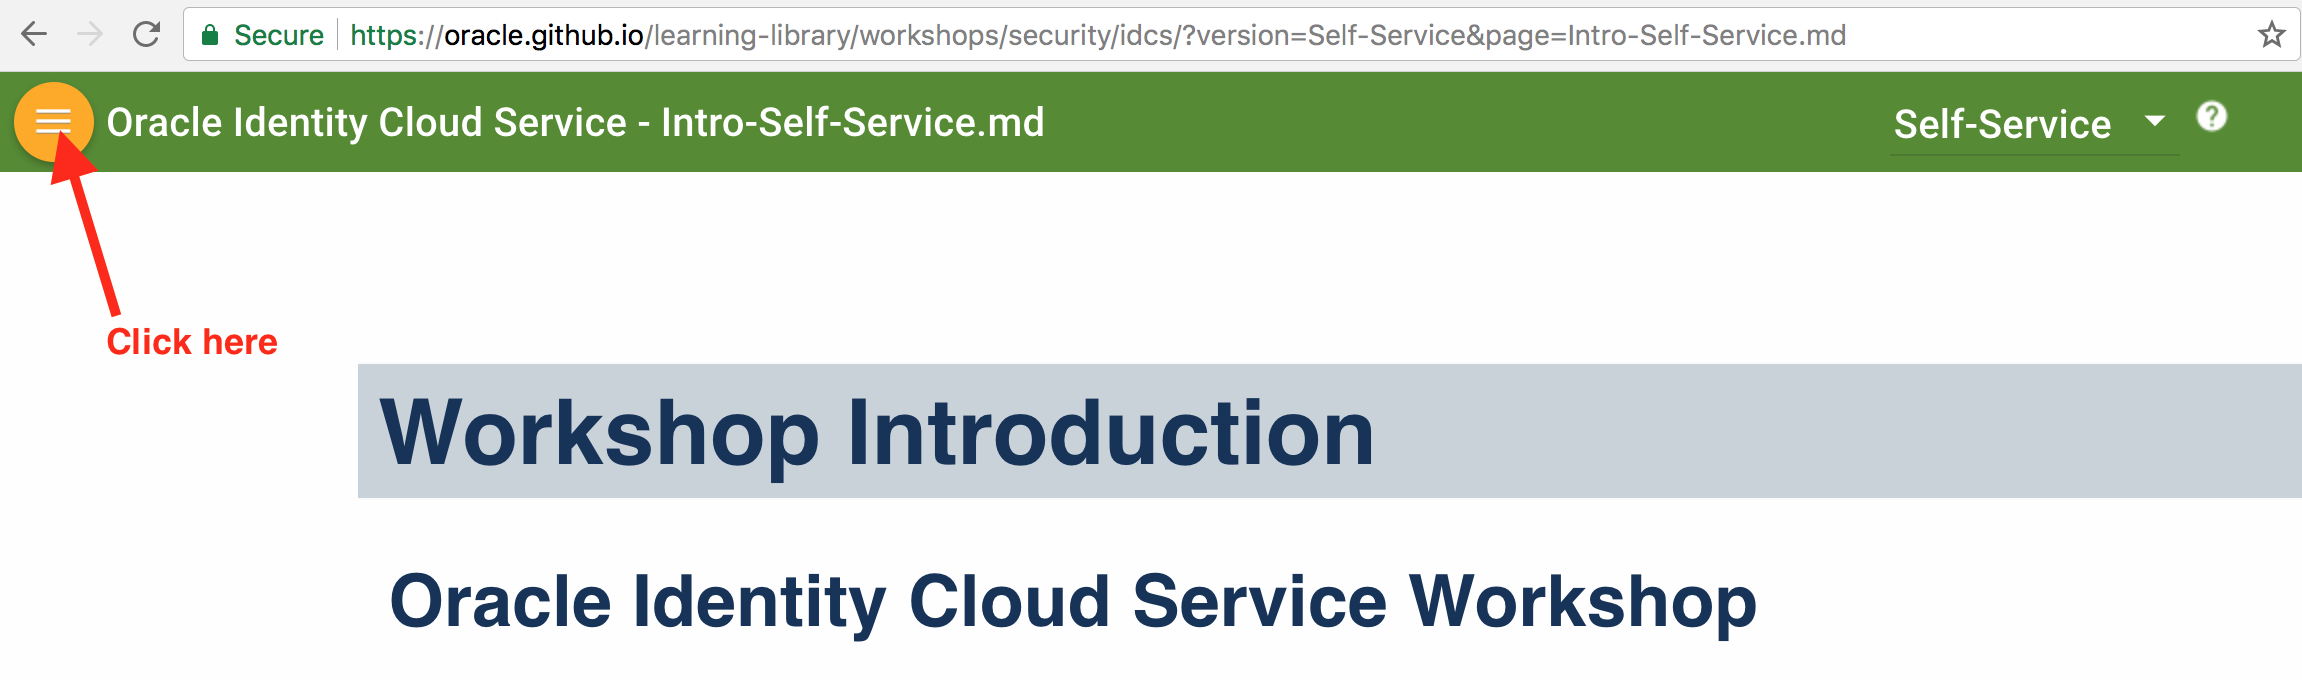 Secure https://oracle.github.io/learning-library/workshops/security/idcs/?version=Self-Service&page=Intro-Self-Service.md
Oracle Identity Cloud Service - Intro-Self-Service.md Self-Service ?
Click here
Workshop Introduction
Oracle Identity Cloud Service Workshop